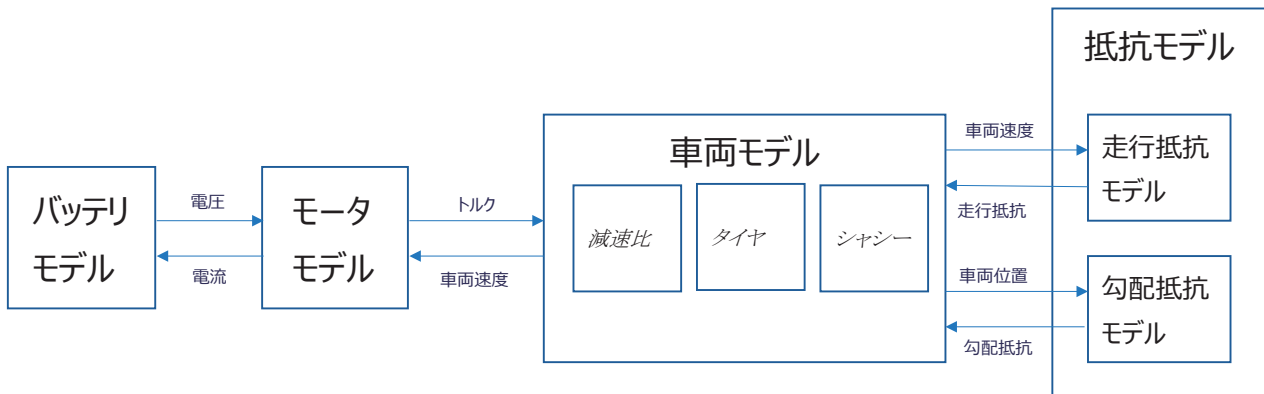 抵抗モデル
車両モデル
減速比
タイヤ
シャシー
バッテリ
モデル
電圧
電流
モータ
モデル
トルク
車両速度
車両速度
走行抵抗
走行抵抗
モデル
車両位置
勾配抵抗
勾配抵抗
モデル